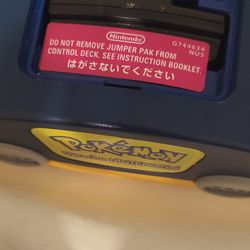 Nintendo
DO NOT REMOVE JUMPER PAK FROM G744634
CONTROL DECK. SEE INSTRUCTION BOOKLET. NUS
はがさないでください
POKéMON